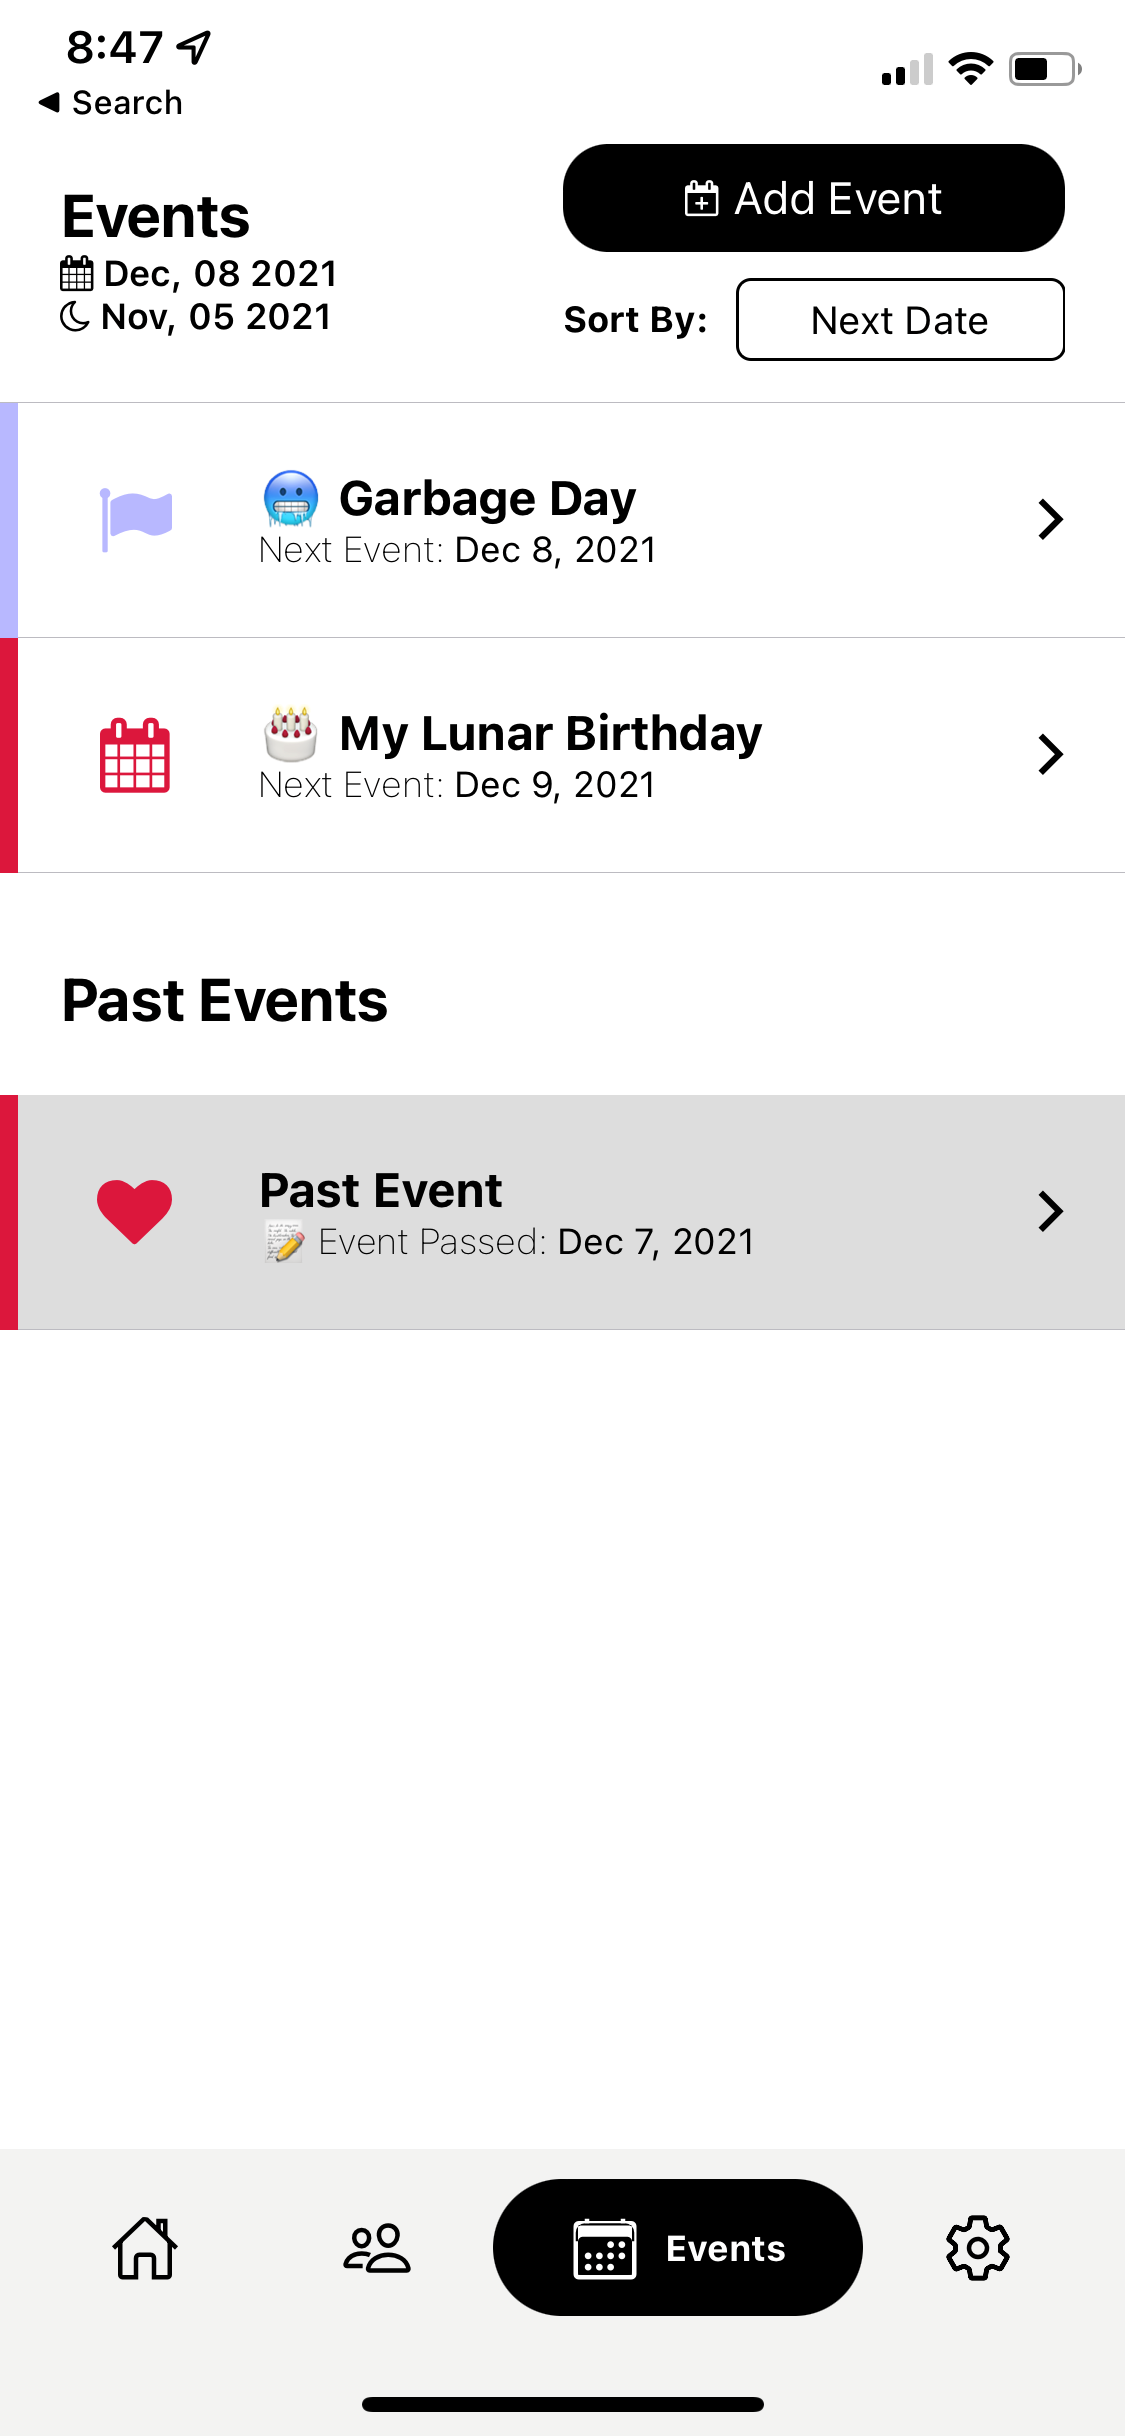 8:47
◀ Search
Events
Dec, 08 2021
Nov, 05 2021
Add Event
Sort By: Next Date
🥶 Garbage Day
Next Event: Dec 8, 2021
🎂 My Lunar Birthday
Next Event: Dec 9, 2021
Past Events
Past Event
📝 Event Passed: Dec 7, 2021
Events